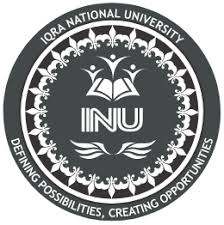 IQRA NATIONAL UNIVERSITY
INU
DEFINING POSSIBILITIES, CREATING OPPORTUNITIES